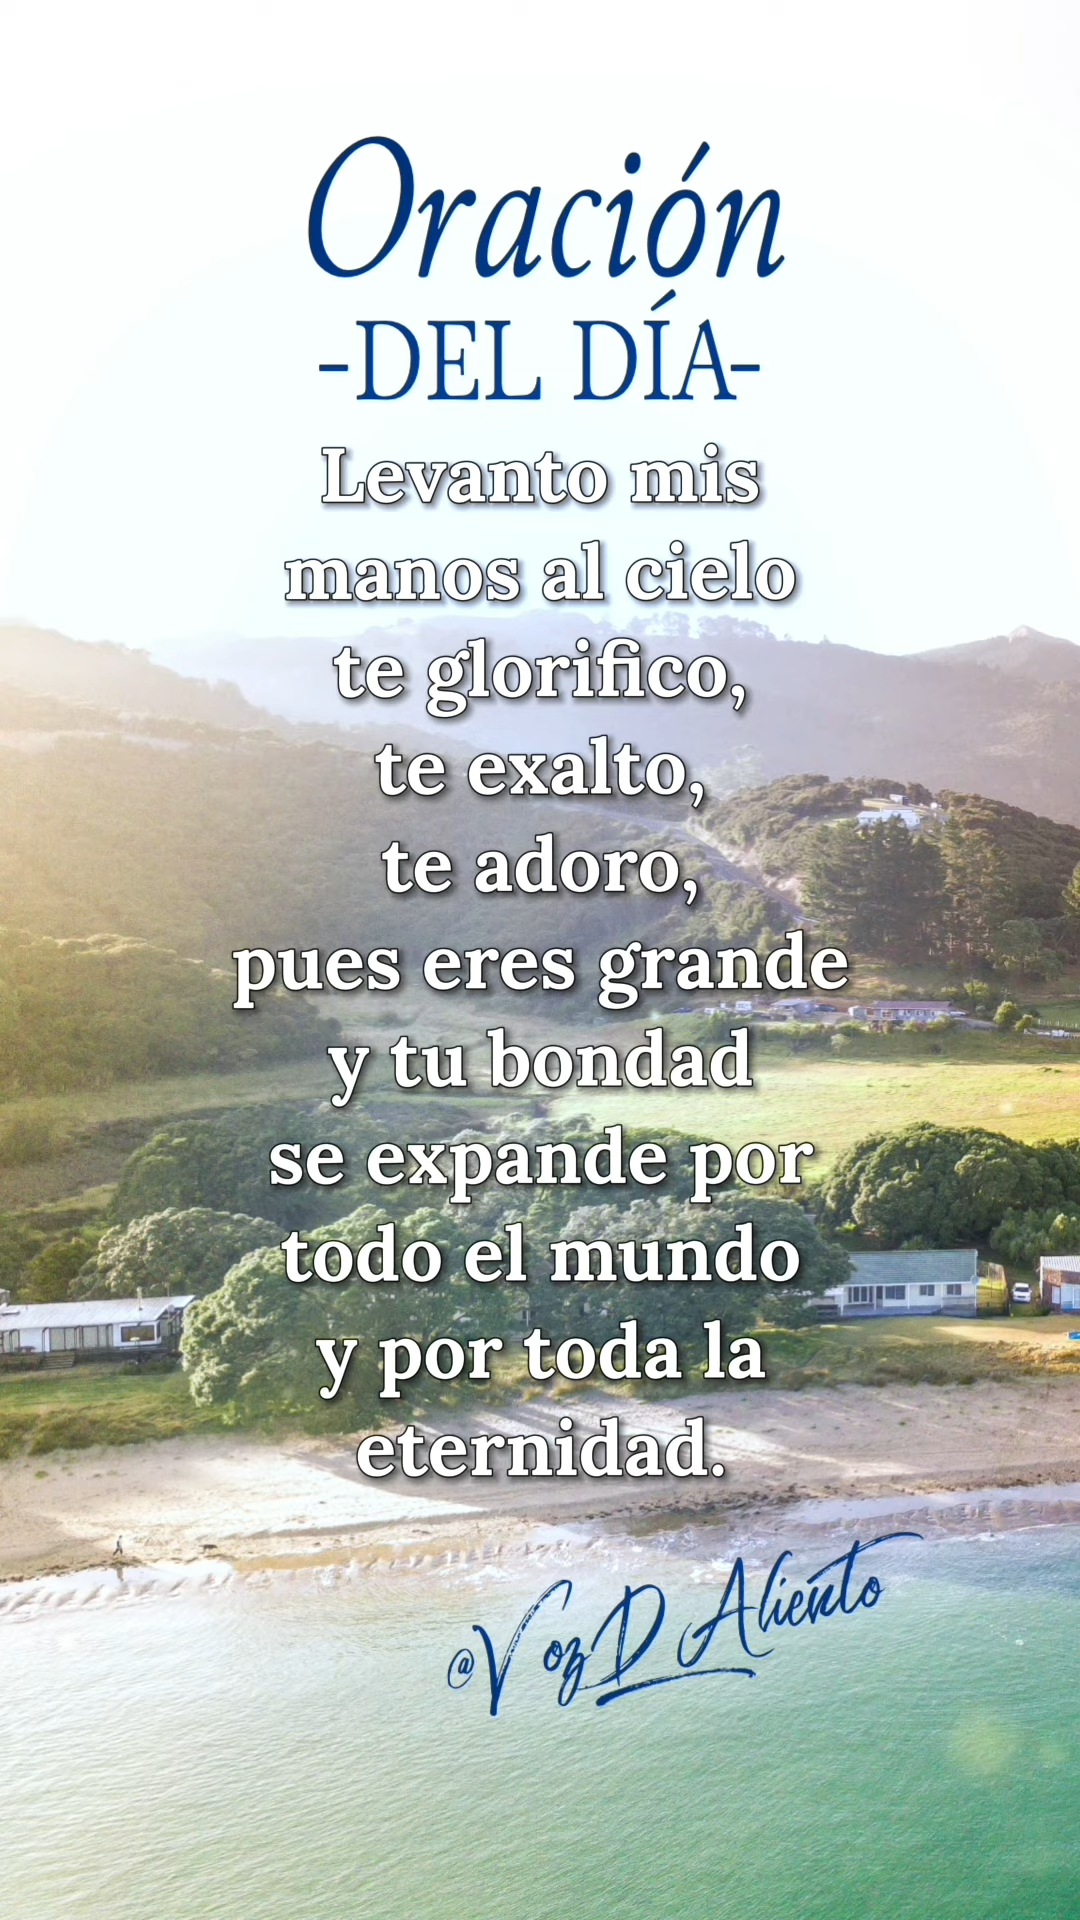 Oración
-DEL DÍA-
Levanto mis
manos al cielo
te glorifico,
te exalto,
te adoro,
pues eres grande
y tu bondad
se expande por
todo el mundo
y por toda la
eternidad.
@VozDAliento